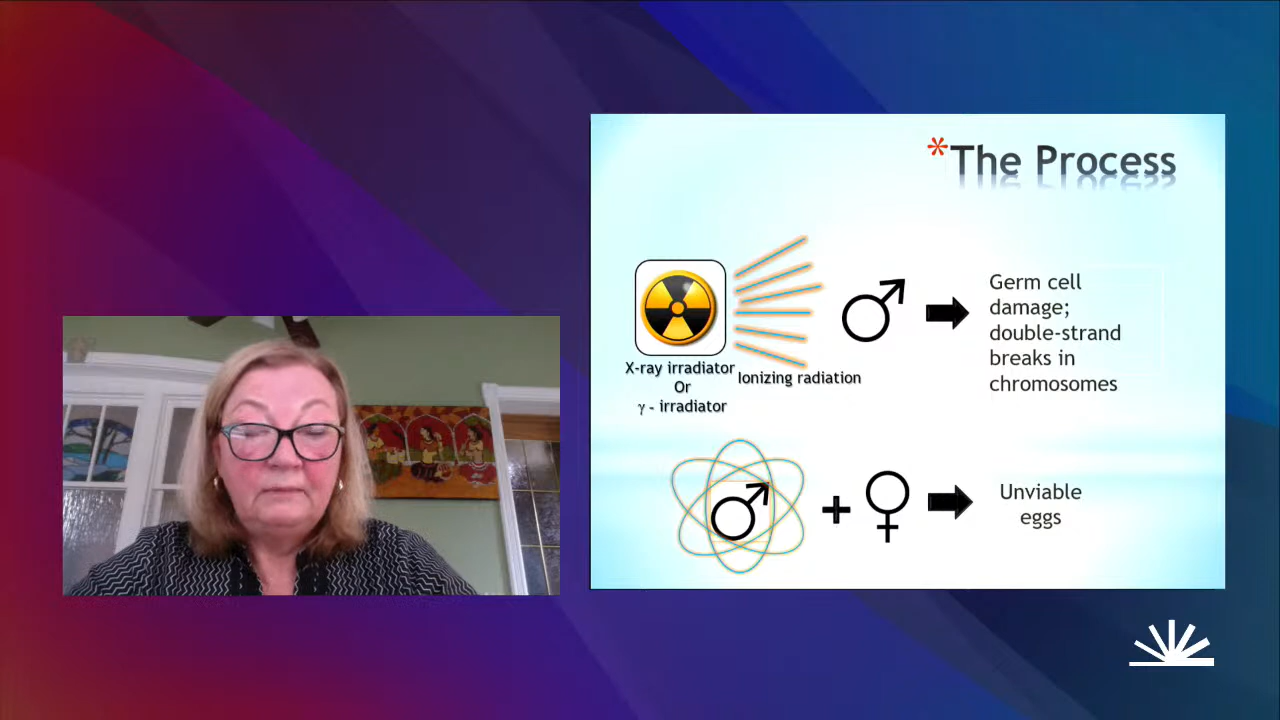 *The Process
X-ray irradiator
Or
γ - irradiator
Ionizing radiation
Germ cell
damage;
double-strand
breaks in
chromosomes
+
Unviable
eggs